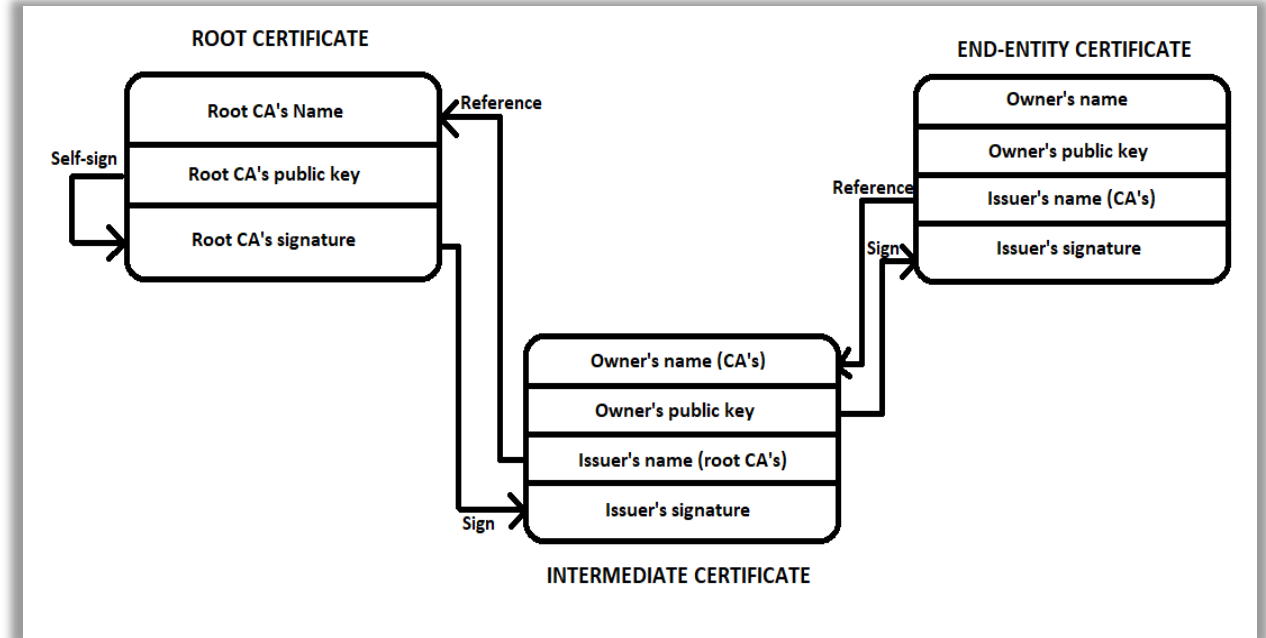 ROOT CERTIFICATE
Root CA's Name
Root CA's public key
Root CA's signature
Self-sign
Reference
Sign
END-ENTITY CERTIFICATE
Owner's name
Owner's public key
Issuer's name (CA's)
Issuer's signature
Reference
Sign
Owner's name (CA's)
Owner's public key
Issuer's name (root CA's)
Issuer's signature
INTERMEDIATE CERTIFICATE